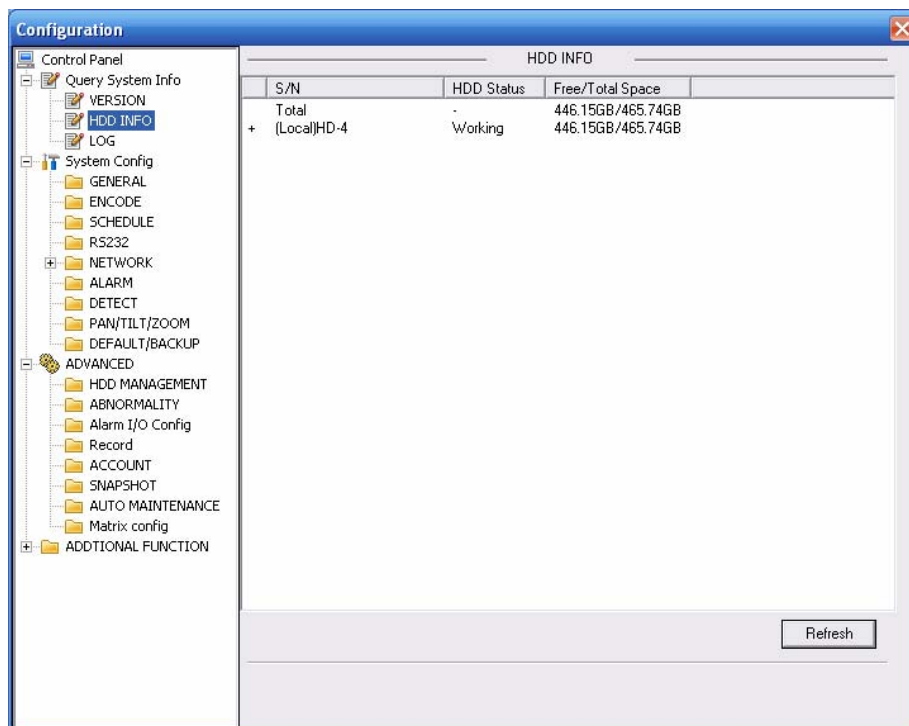 Configuration
Control Panel
Query System Info
VERSION
HDD INFO
LOG
System Config
GENERAL
ENCODE
SCHEDULE
RS232
NETWORK
ALARM
DETECT
PAN/TILT/ZOOM
DEFAULT/BACKUP
ADVANCED
HDD MANAGEMENT
ABNORMALITY
Alarm I/O Config
Record
ACCOUNT
SNAPSHOT
AUTO MAINTENANCE
Matrix config
ADDTIONAL FUNCTION
HDD INFO
S/N HDD Status Free/Total Space
Total - 446.15GB/465.74GB
+ (Local)HD-4 Working 446.15GB/465.74GB
Refresh